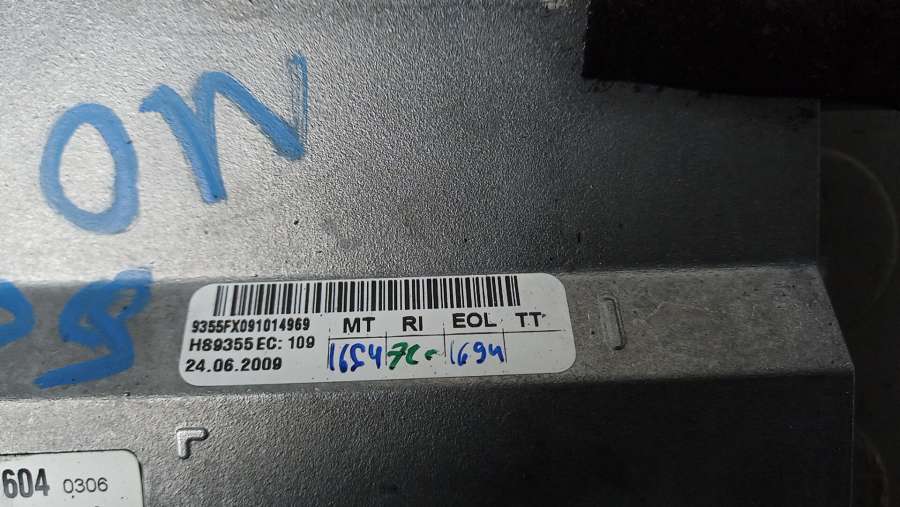 ON
9355FX091014969
MT RI EOL TT
H89355 EC: 109
24.06.2009
1654 7C- 1694
604 0306